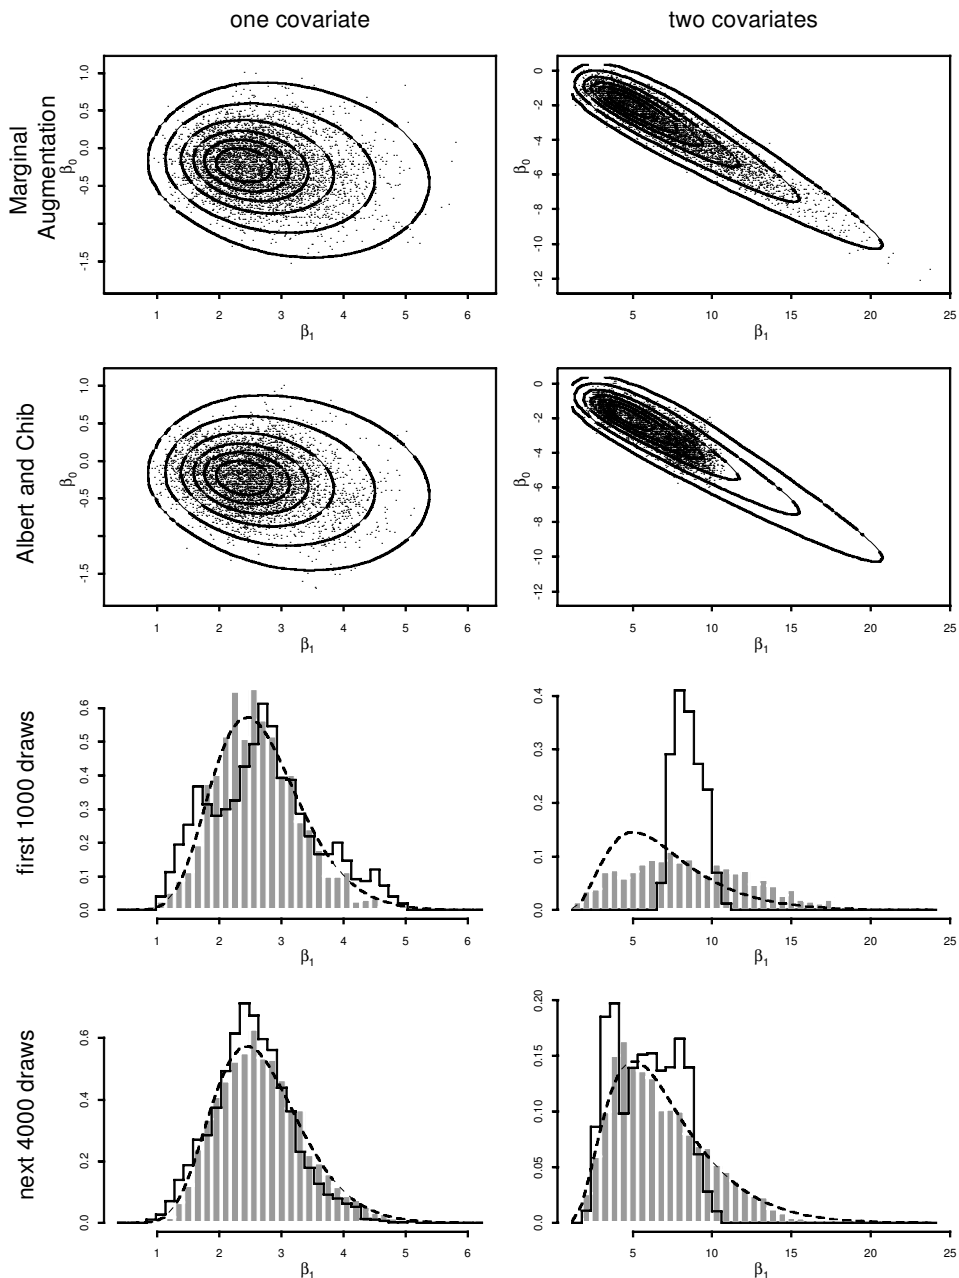 one covariate
two covariates
Marginal
Augmentation
β0
1.0
0.5
0.0
-0.5
-1.5
1 2 3 4 5 6
β1
β0
0
-2
-4
-6
-8
-10
-12
5 10 15 20 25
β1
Albert and Chib
β0
1.0
0.5
0.0
-0.5
-1.5
1 2 3 4 5 6
β1
β0
0
-2
-4
-6
-8
-10
-12
5 10 15 20 25
β1
first 1000 draws
0.6
0.5
0.4
0.3
0.2
0.1
0.0
1 2 3 4 5 6
β1
0.4
0.3
0.2
0.1
0.0
5 10 15 20 25
β1
next 4000 draws
0.6
0.4
0.2
0.0
1 2 3 4 5 6
β1
0.20
0.15
0.10
0.05
0.0
5 10 15 20 25
β1